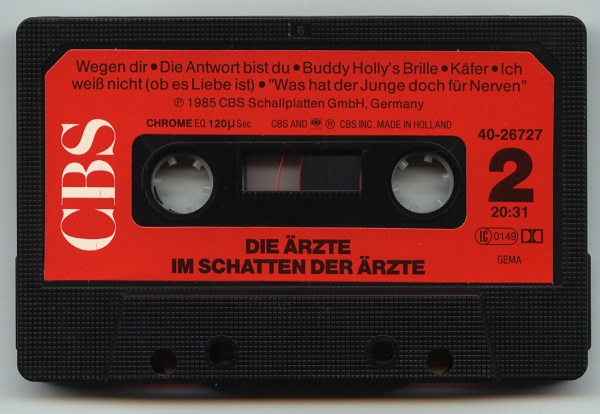 Wegen dir • Die Antwort bist du • Buddy Holly's Brille • Käfer • Ich
weiß nicht (ob es Liebe ist) • "Was hat der Junge doch für Nerven"
℗ 1985 CBS Schallplatten GmbH, Germany
CHROME EQ 120µ Sec CBS AND ® CBS INC. MADE IN HOLLAND
40-26727
CBS
2
20:31
LC 0149
GEMA
DIE ÄRZTE
IM SCHATTEN DER ÄRZTE